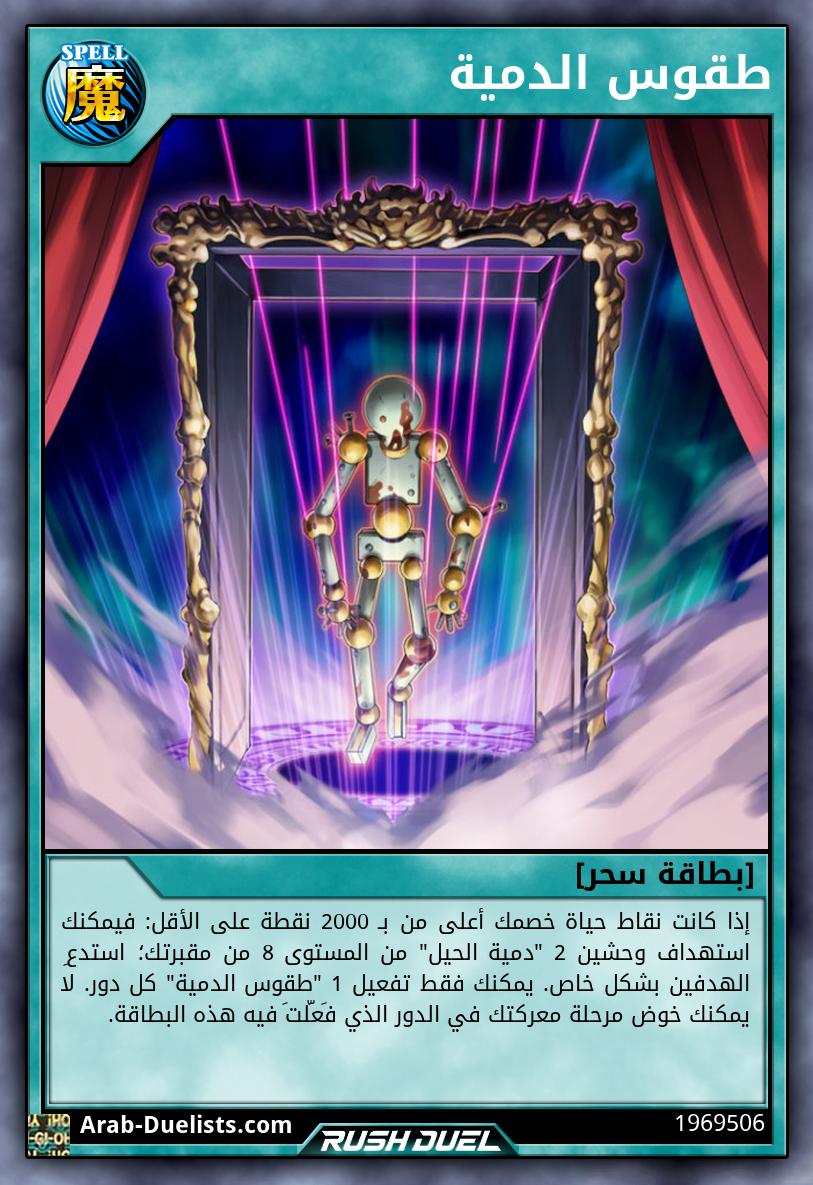 طقوس الدمية
SPELL
魔
[بطاقة سحر]
إذا كانت نقاط حياة خصمك أعلى من بـ 2000 نقطة على الأقل: فيمكنك
استهداف وحشين 2 "دمية الحيل" من المستوى 8 من مقبرتك؛ استدعِ
الهدفين بشكل خاص. يمكنك فقط تفعيل 1 "طقوس الدمية" كل دور. لا
يمكنك خوض مرحلة معركتك في الدور الذي فَعَلّتَ فيه هذه البطاقة.
Arab-Duelists.com
RUSH DUEL
1969506